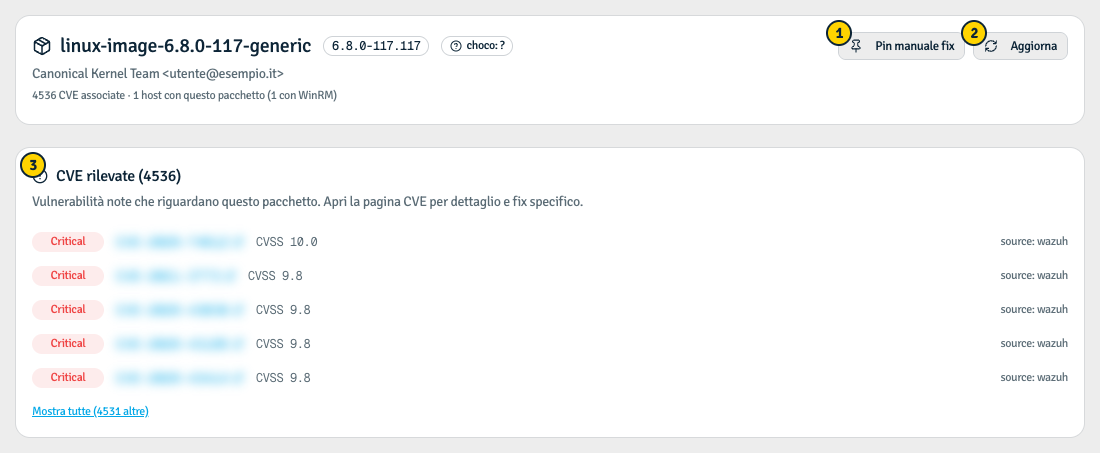 linux-image-6.8.0-117-generic 6.8.0-117.117 choco: ? 1 Pin manuale fix 2 Aggiorna
Canonical Kernel Team <utente@esempio.it>
4536 CVE associate · 1 host con questo pacchetto (1 con WinRM)
3 CVE rilevate (4536)
Vulnerabilità note che riguardano questo pacchetto. Apri la pagina CVE per dettaglio e fix specifico.
Critical CVSS 10.0 source: wazuh
Critical CVSS 9.8 source: wazuh
Critical CVSS 9.8 source: wazuh
Critical CVSS 9.8 source: wazuh
Critical CVSS 9.8 source: wazuh
Mostra tutte (4531 altre)